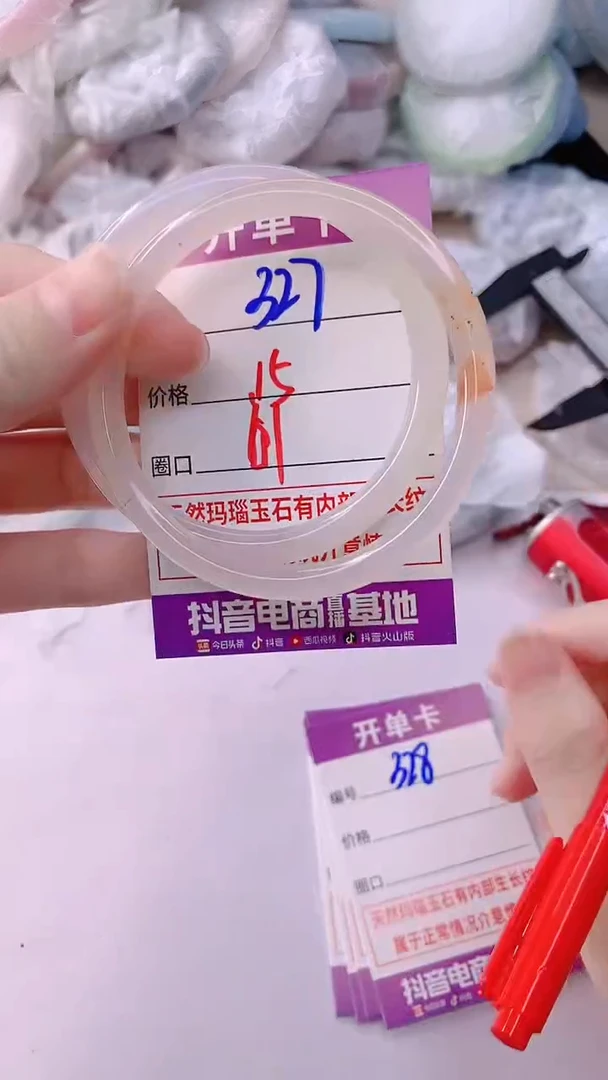 开单卡
327
价格 15
圈口 61
天然玛瑙玉石有内部生长纹
抖音电商直播基地
今日头条 抖音 西瓜视频 抖音火山版
开单卡
编号 328
价格
圈口
天然玛瑙玉石有内部生长纹
属于正常情况介意
抖音电商